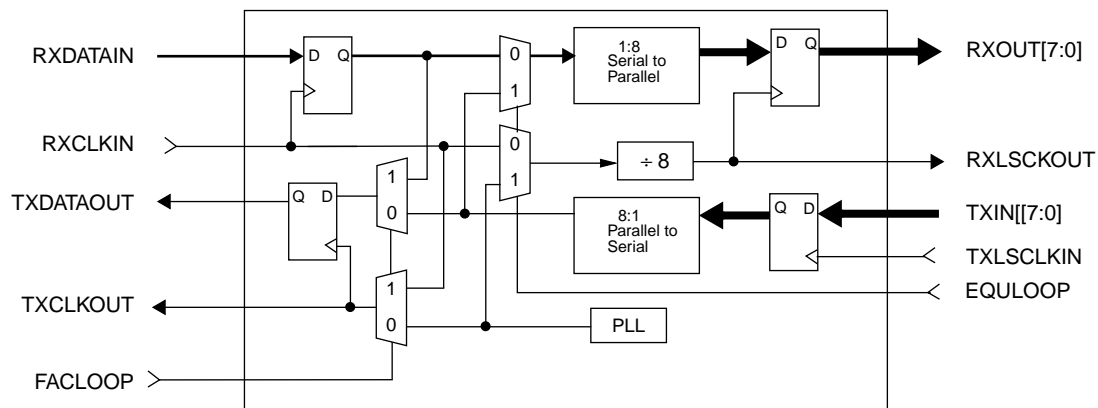 RXDATAIN
D Q
0
1
1:8
Serial to
Parallel
D Q
RXOUT[7:0]
RXCLKIN
0
1
÷ 8
RXLSCKOUT
TXDATAOUT
Q D
1
0
8:1
Parallel to
Serial
Q D
TXIN[[7:0]
TXLSCLKIN
EQULOOP
TXCLKOUT
1
0
PLL
FACLOOP